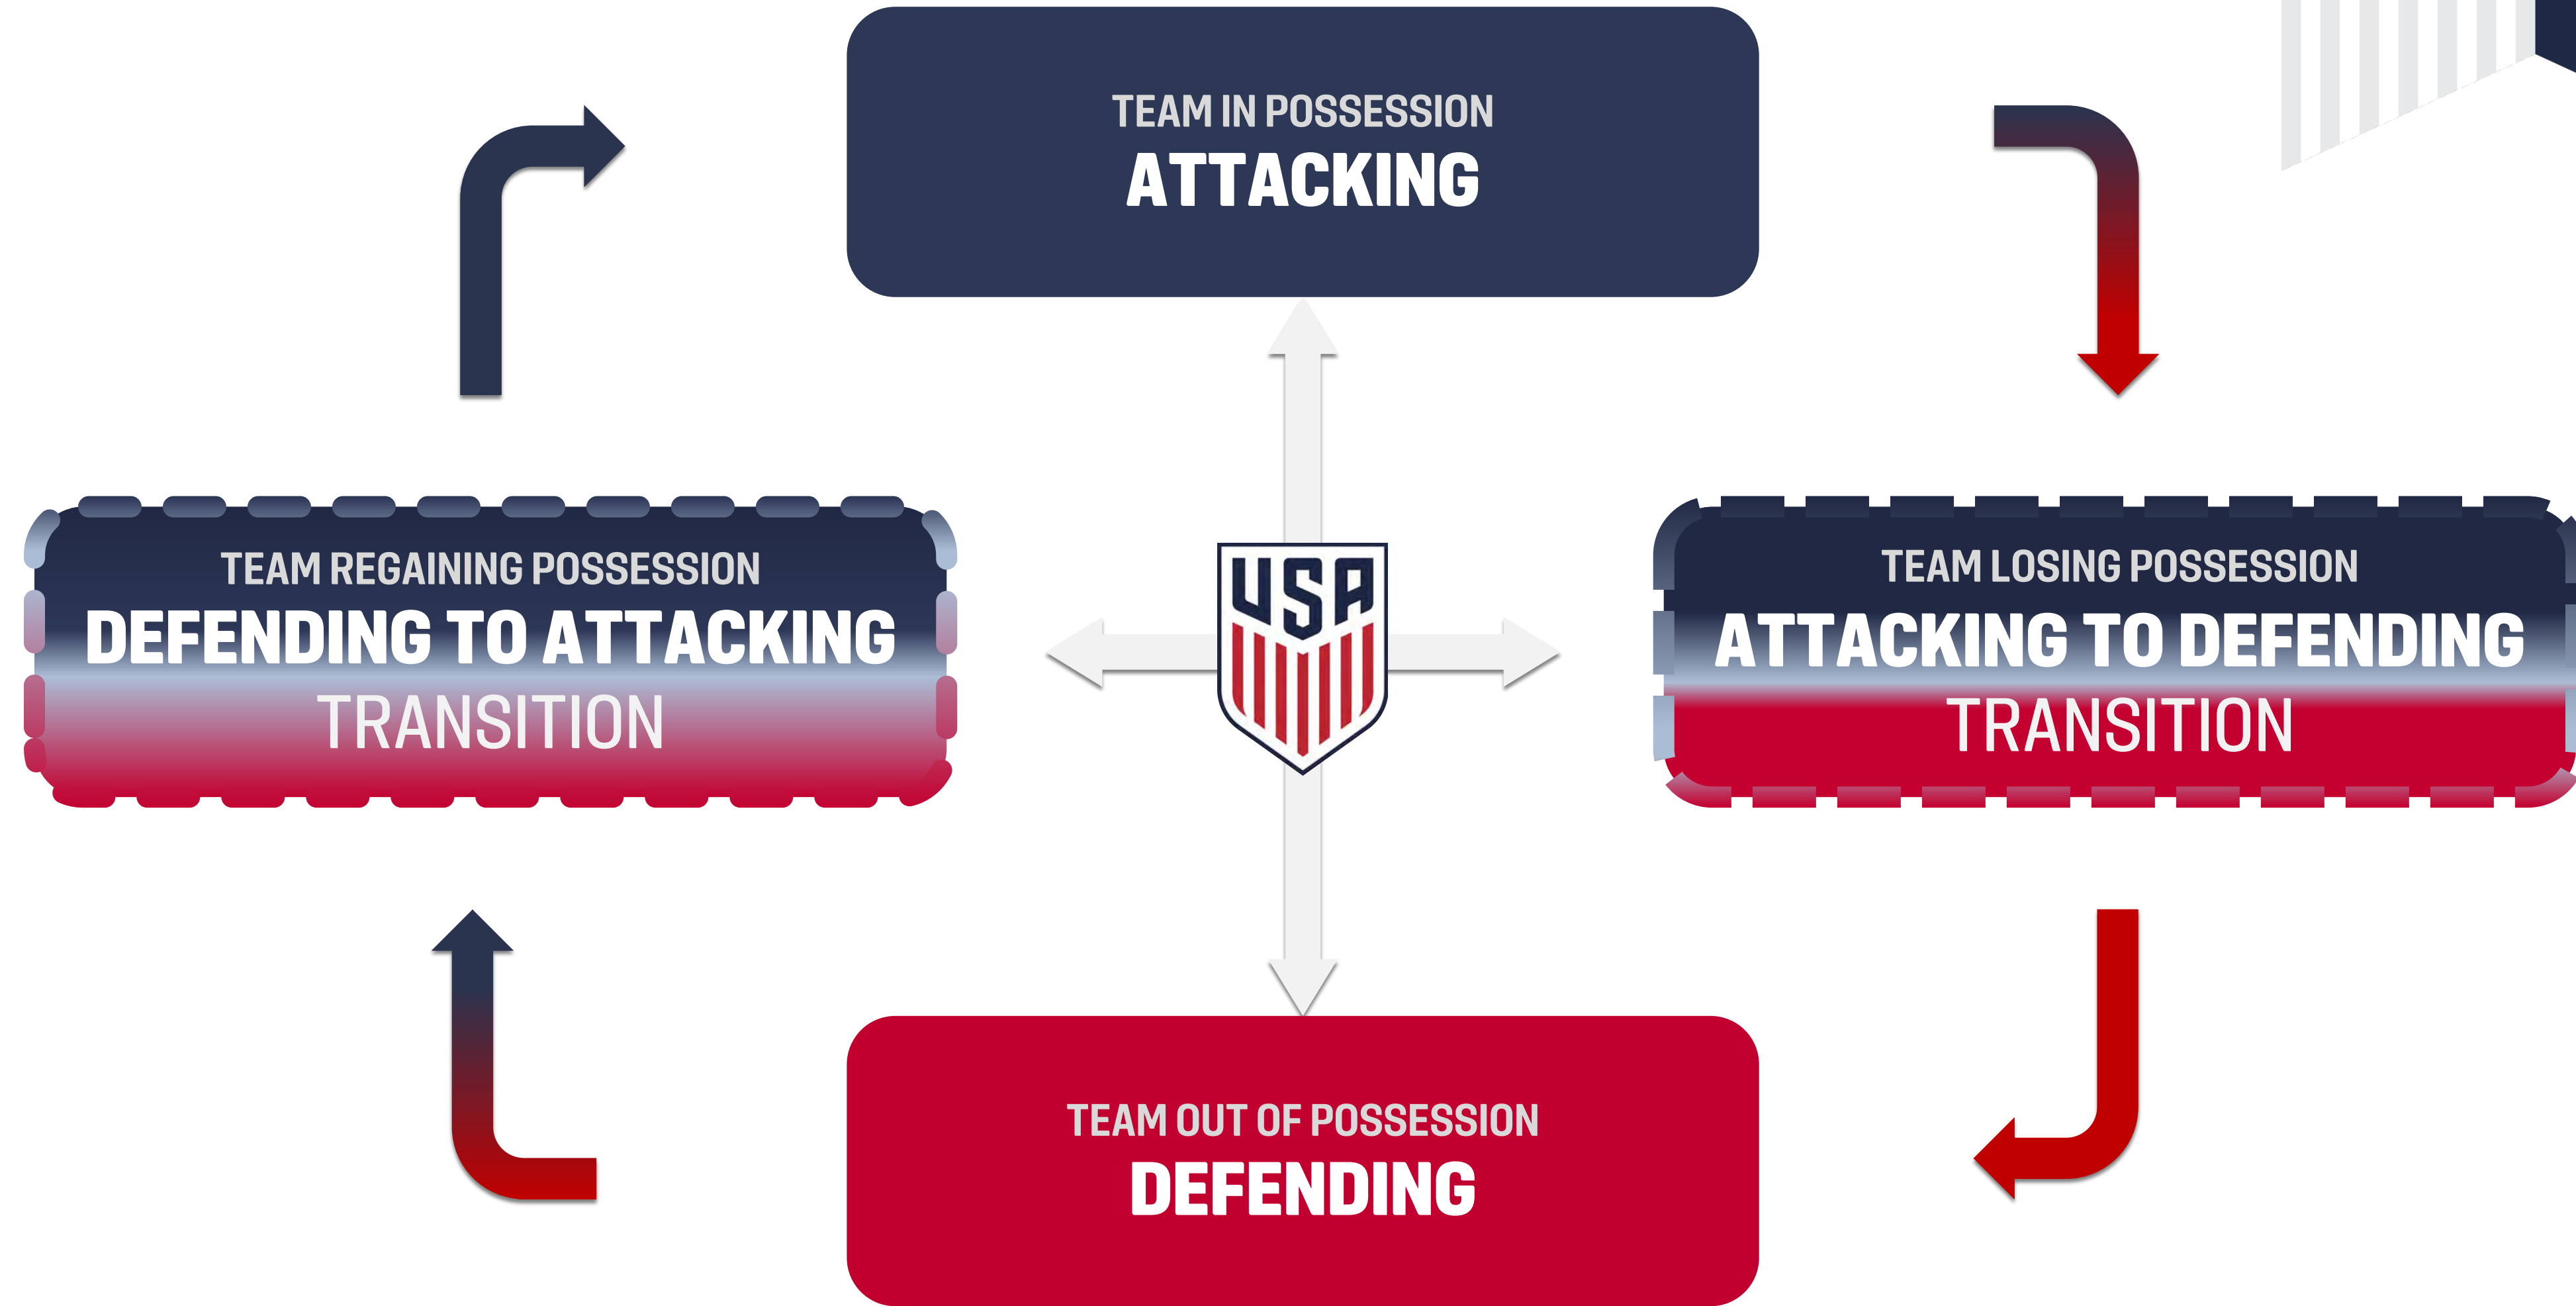 TEAM IN POSSESSION
ATTACKING
TEAM REGAINING POSSESSION
DEFENDING TO ATTACKING
TRANSITION
USA
TEAM LOSING POSSESSION
ATTACKING TO DEFENDING
TRANSITION
TEAM OUT OF POSSESSION
DEFENDING